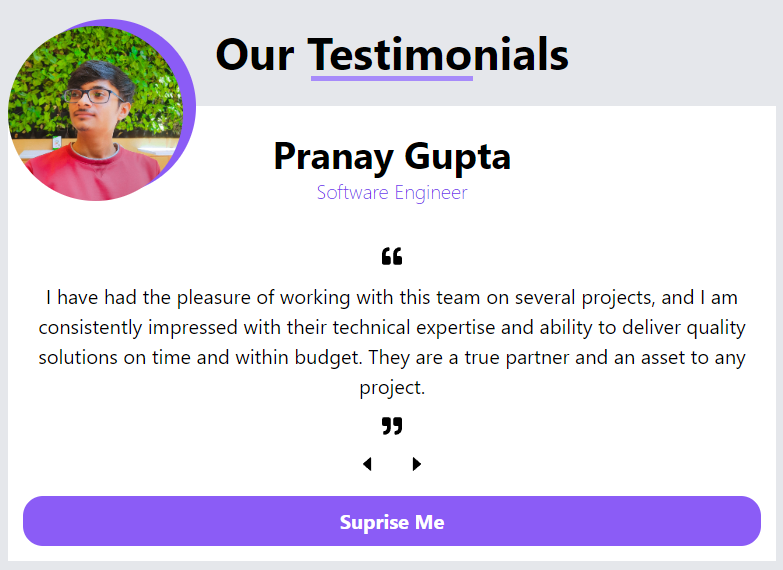 Our Testimonials
Pranay Gupta
Software Engineer
“
I have had the pleasure of working with this team on several projects, and I am
consistently impressed with their technical expertise and ability to deliver quality
solutions on time and within budget. They are a true partner and an asset to any
project.
”
Suprise Me